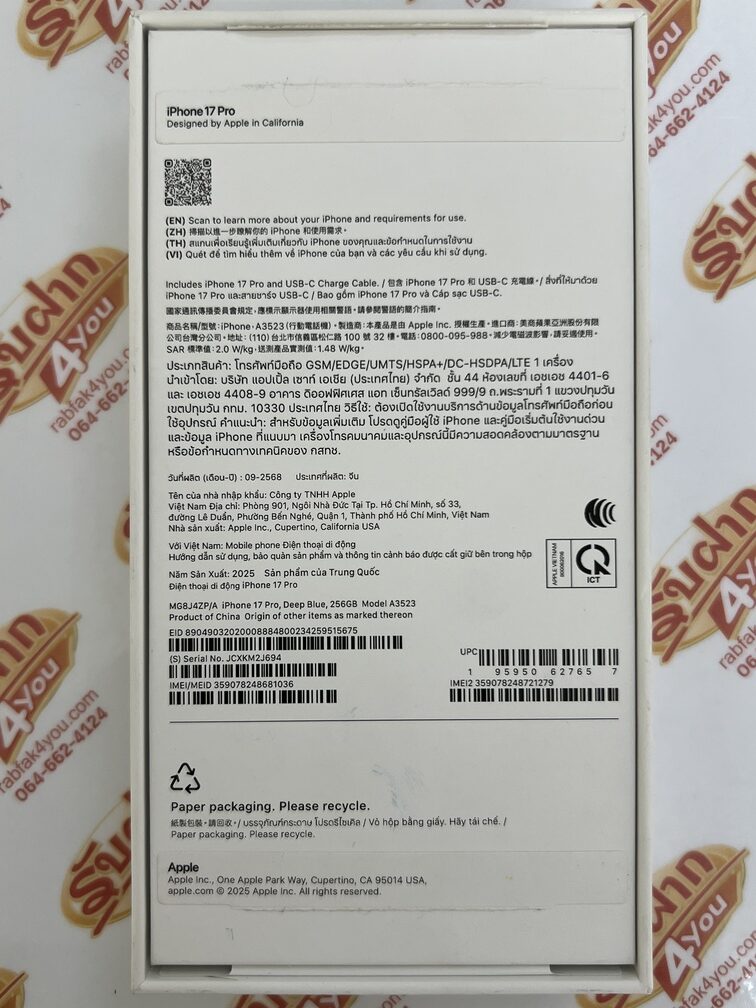 iPhone 17 Pro
Designed by Apple in California
(EN) Scan to learn more about your iPhone and requirements for use.
(ZH) 掃描以進一步瞭解你的 iPhone 和使用需求。
(TH) สแกนเพื่อเรียนรู้เพิ่มเติมเกี่ยวกับ iPhone ของคุณและข้อกำหนดในการใช้งาน
(VI) Quét để tìm hiểu thêm về iPhone của bạn và các yêu cầu khi sử dụng.
Includes iPhone 17 Pro and USB-C Charge Cable. / 包含 iPhone 17 Pro 和 USB-C 充電線。/ สิ่งที่ให้มาด้วย
iPhone 17 Pro และสายชาร์จ USB-C / Bao gồm iPhone 17 Pro và Cáp sạc USB-C.
國家通訊傳播委員會規定，應標示顯示器使用相關警語，請參閱警語的簡介指南。
商品名稱/型號：iPhone，A3523（行動電話機）。製造商：本產品是由 Apple Inc. 授權生產。進口商：美商蘋果亞洲股份有限
公司台灣分公司。地址：(110) 台北市信義區松仁路 100 號 32 樓。電話：0800-095-988。減少電磁波影響，請妥適使用。
SAR 標準值：2.0 W/kg，送測產品實測值：1.48 W/kg。
ประเภทสินค้า: โทรศัพท์มือถือ GSM/EDGE/UMTS/HSPA+/DC-HSDPA/LTE 1 เครื่อง
นำเข้าโดย: บริษัท แอปเปิ้ล เซาท์ เอเชีย (ประเทศไทย) จำกัด ชั้น 44 ห้องเลขที่ เอชเอช 4401-6
และ เอชเอช 4408-9 อาคาร ดิออฟฟิศเศส แอท เซ็นทรัลเวิลด์ 999/9 ถ.พระรามที่ 1 แขวงปทุมวัน
เขตปทุมวัน กทม. 10330 ประเทศไทย วิธีใช้: ต้องเปิดใช้งานบริการด้านข้อมูลโทรศัพท์มือถือก่อน
ใช้อุปกรณ์ คำแนะนำ: สำหรับข้อมูลเพิ่มเติม โปรดดูคู่มือผู้ใช้ iPhone และคู่มือเริ่มต้นใช้งานด่วน
และข้อมูล iPhone ที่แนบมา เครื่องโทรคมนาคมและอุปกรณ์นี้มีความสอดคล้องตามมาตรฐาน
หรือข้อกำหนดทางเทคนิคของ กสทช.
วันที่ผลิต (เดือน-ปี) : 09-2568 ประเทศที่ผลิต: จีน
Tên của nhà nhập khẩu: Công ty TNHH Apple
Việt Nam Địa chỉ: Phòng 901, Ngôi Nhà Đức Tại Tp. Hồ Chí Minh, số 33,
đường Lê Duẩn, Phường Bến Nghé, Quận 1, Thành phố Hồ Chí Minh, Việt Nam
Nhà sản xuất: Apple Inc., Cupertino, California USA
Với Việt Nam: Mobile phone Điện thoại di động
Hướng dẫn sử dụng, bảo quản sản phẩm và thông tin cảnh báo được cất giữ bên trong hộp
APPLE VIETNAM
ICT
Năm Sản Xuất: 2025 Sản phẩm của Trung Quốc
Điện thoại di động iPhone 17 Pro
MG8J4ZP/A iPhone 17 Pro, Deep Blue, 256GB Model A3523
Product of China Origin of other items as marked thereon
EID 89049032020008884800234259515675
(S) Serial No. JCXKM2J694
UPC
1 95950 62765 7
IMEI/MEID 359078248681036
IMEI2 359078248721279
Paper packaging. Please recycle.
紙製包裝，請回收。/ บรรจุภัณฑ์กระดาษ โปรดรีไซเคิล / Vỏ hộp bằng giấy. Hãy tái chế. /
Paper packaging. Please recycle.
Apple
Apple Inc., One Apple Park Way, Cupertino, CA 95014 USA,
apple.com © 2025 Apple Inc. All rights reserved.
รับฝาก
4you
rabfak4you.com
064-662-4124